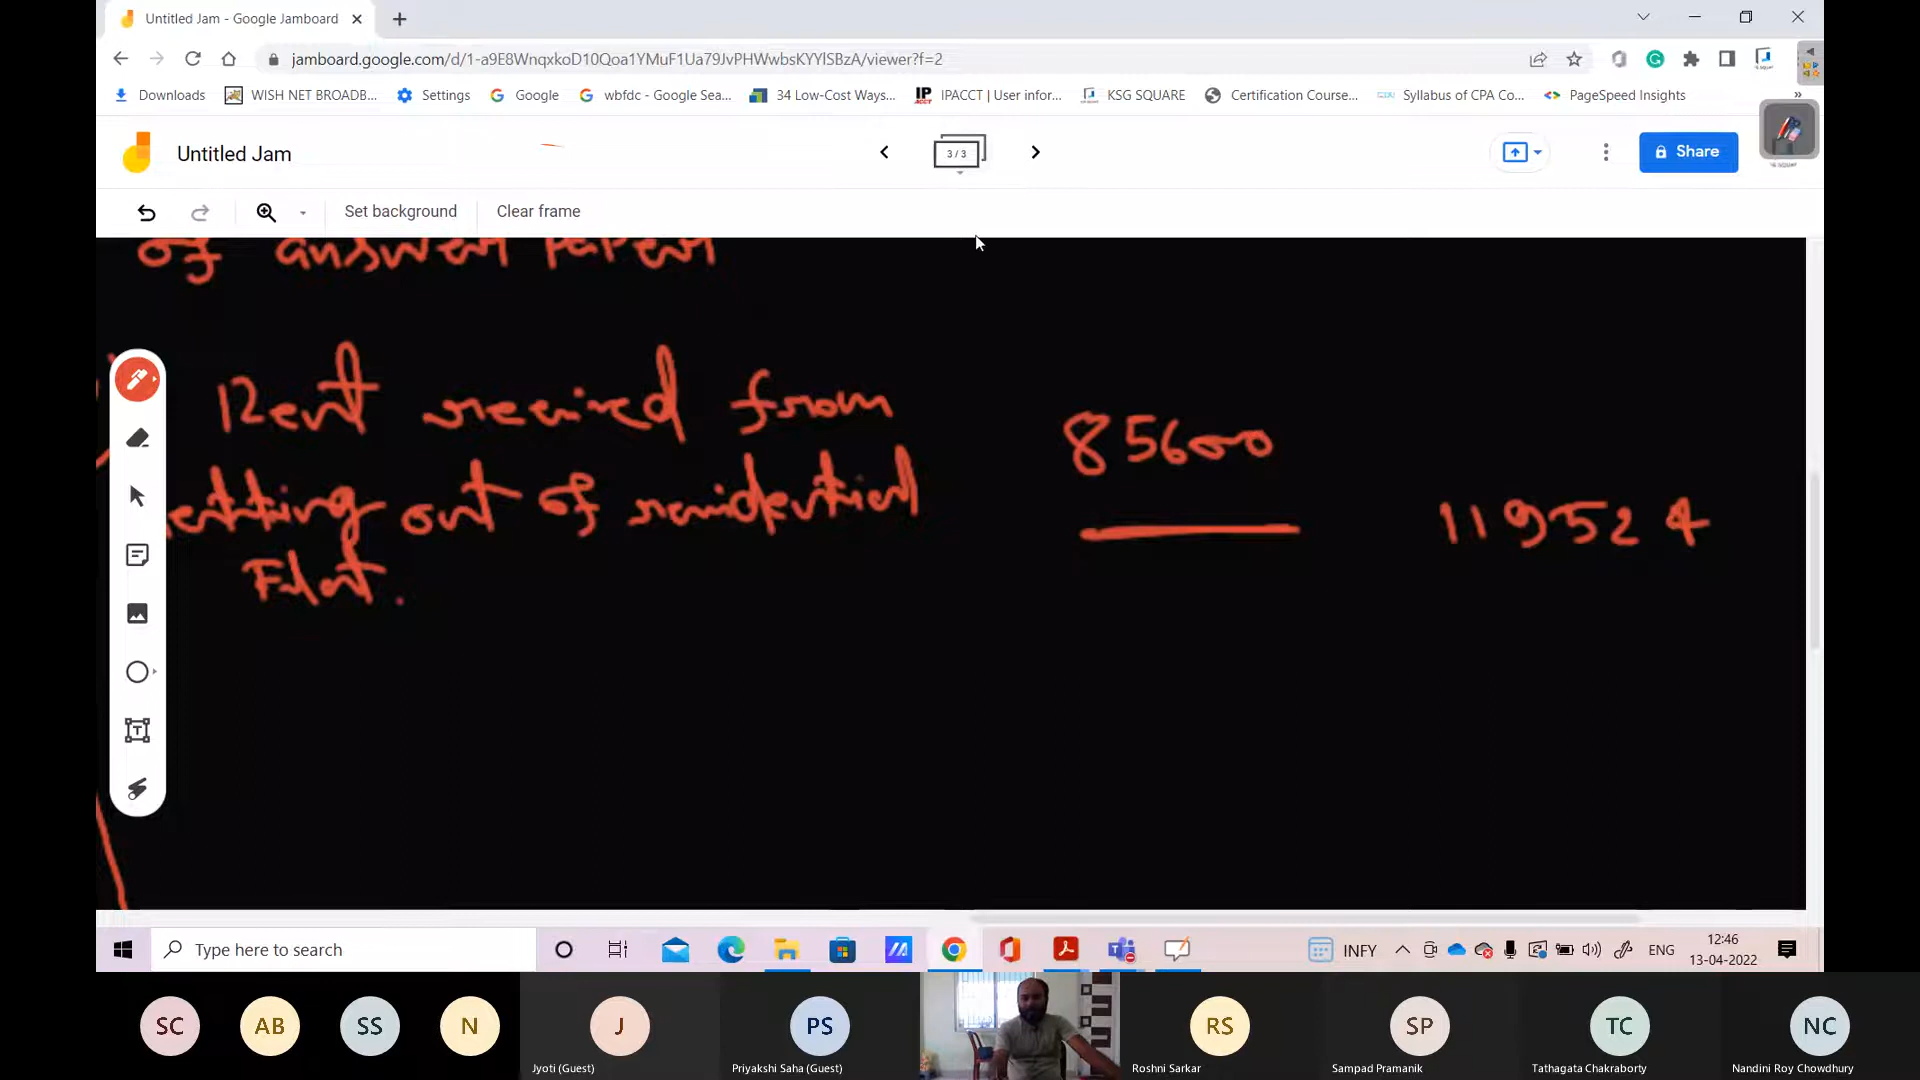 Untitled Jam - Google Jamboard
jamboard.google.com/d/1-a9E8WnqxkoD10Qoa1YMuF1Ua79JvPHWwbsKYYlSBzA/viewer?f=2
Downloads WISH NET BROADB... Settings Google wbfdc - Google Sea... 34 Low-Cost Ways... IPACCT | User infor... KSG SQUARE Certification Course... Syllabus of CPA Co... PageSpeed Insights »
Untitled Jam 3 / 3 Share
Set background Clear frame
of answer
Rent received from 85600
letting out of residential 119524
Flat.
Type here to search INFY ENG 12:46
13-04-2022
SC AB SS N J PS RS SP TC NC
Jyoti (Guest) Priyakshi Saha (Guest) Roshni Sarkar Sampad Pramanik Tathagata Chakraborty Nandini Roy Chowdhury